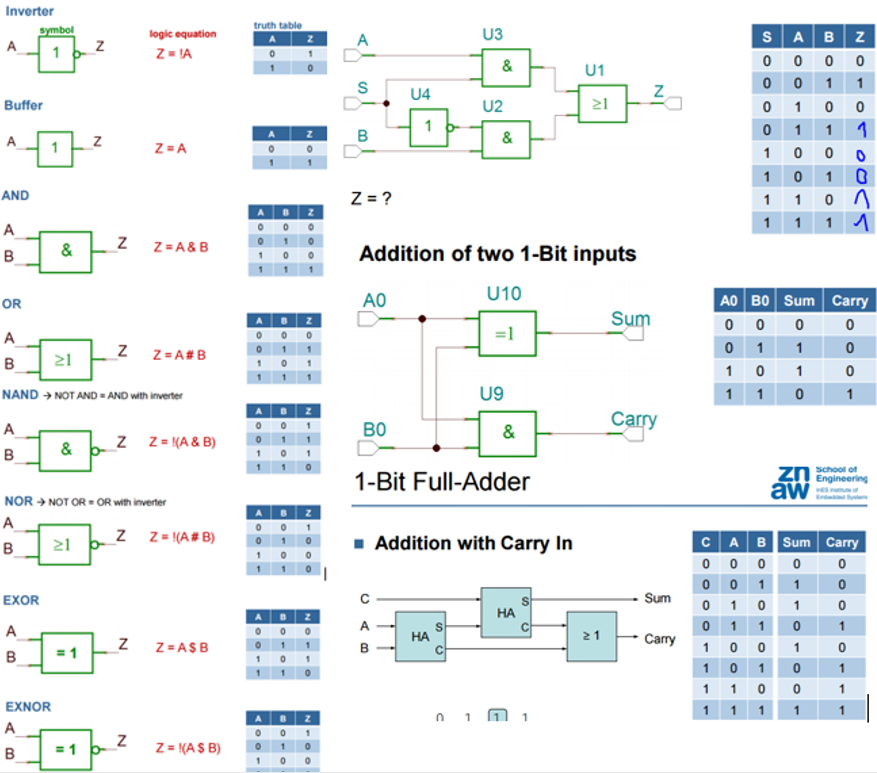 Inverter
symbol
logic equation
truth table
A 1 Z
Z = !A
A Z
0 1
1 0
Buffer
A 1 Z
Z = A
A Z
0 0
1 1
AND
A
B
& Z
Z = A & B
A B Z
0 0 0
0 1 0
1 0 0
1 1 1
OR
A
B
≥1 Z
Z = A # B
A B Z
0 0 0
0 1 1
1 0 1
1 1 1
NAND → NOT AND = AND with inverter
A
B
& Z
Z = !(A & B)
A B Z
0 0 1
0 1 1
1 0 1
1 1 0
NOR → NOT OR = OR with inverter
A
B
≥1 Z
Z = !(A # B)
A B Z
0 0 1
0 1 0
1 0 0
1 1 0
EXOR
A
B
= 1 Z
Z = A $ B
A B Z
0 0 0
0 1 1
1 0 1
1 1 0
EXNOR
A
B
= 1 Z
Z = !(A $ B)
A B Z
0 0 1
0 1 0
1 0 0
A
S
B
U3
&
U4
1
U2
&
U1
≥1
Z
S A B Z
0 0 0 0
0 0 1 1
0 1 0 0
0 1 1 1
1 0 0 0
1 0 1 0
1 1 0 1
1 1 1 1
Z = ?
Addition of two 1-Bit inputs
A0
B0
U10
=1
Sum
U9
&
Carry
A0 B0 Sum Carry
0 0 0 0
0 1 1 0
1 0 1 0
1 1 0 1
1-Bit Full-Adder
zh
aw
School of
Engineering
InES Institute of
Embedded Systems
Addition with Carry In
C
A
B
HA S C
HA S C
≥ 1
Sum
Carry
C A B Sum Carry
0 0 0 0 0
0 0 1 1 0
0 1 0 1 0
0 1 1 0 1
1 0 0 1 0
1 0 1 0 1
1 1 0 0 1
1 1 1 1 1
0 1 1 1